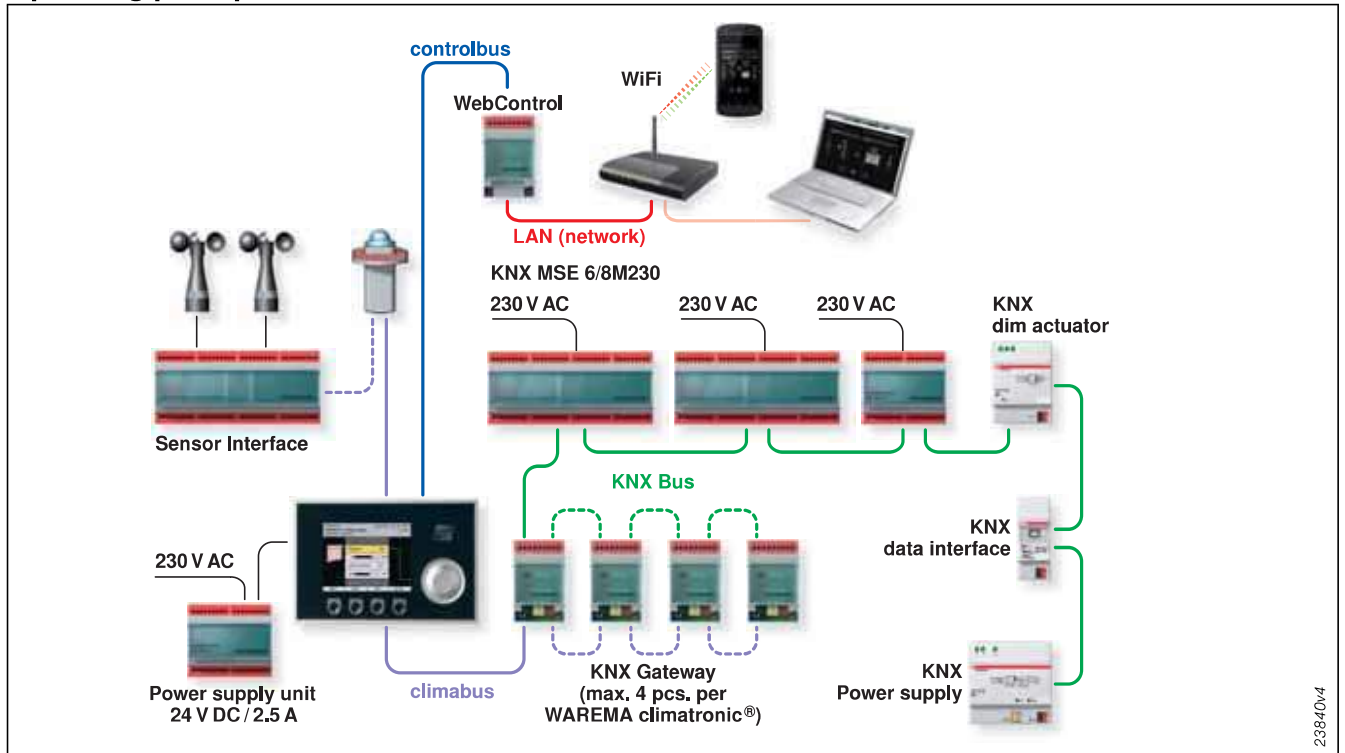 controlbus
WiFi
WebControl
LAN (network)
KNX MSE 6/8M230
230 V AC
230 V AC
230 V AC
KNX
dim actuator
Sensor Interface
KNX Bus
KNX
data interface
230 V AC
Power supply unit
24 V DC / 2.5 A
climabus
KNX Gateway
(max. 4 pcs. per
WAREMA climatronic®)
KNX
Power supply
23840v4